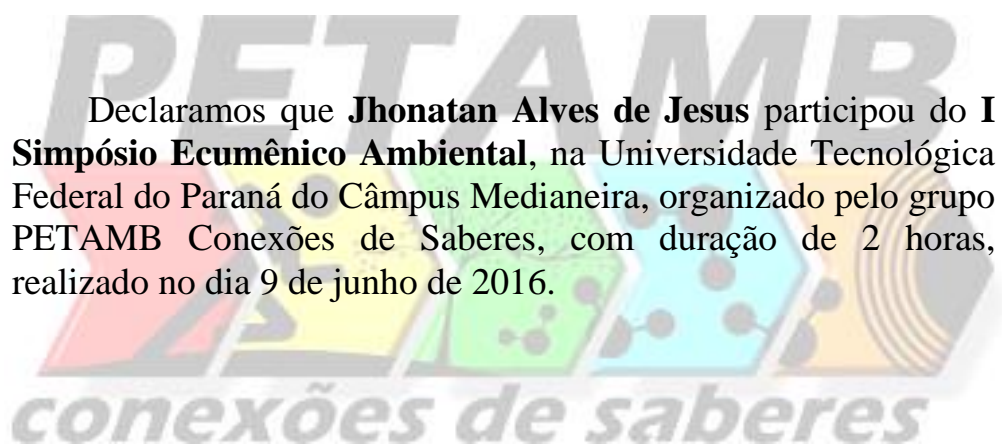 PETAMB
Declaramos que Jhonatan Alves de Jesus participou do I
Simpósio Ecumênico Ambiental, na Universidade Tecnológica
Federal do Paraná do Câmpus Medianeira, organizado pelo grupo
PETAMB Conexões de Saberes, com duração de 2 horas,
realizado no dia 9 de junho de 2016.
conexões de saberes